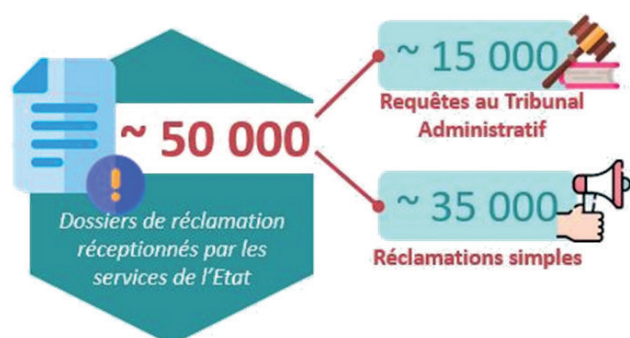 ~ 50 000
Dossiers de réclamation
réceptionnés par les
services de l'Etat
~ 15 000
Requêtes au Tribunal
Administratif
~ 35 000
Réclamations simples